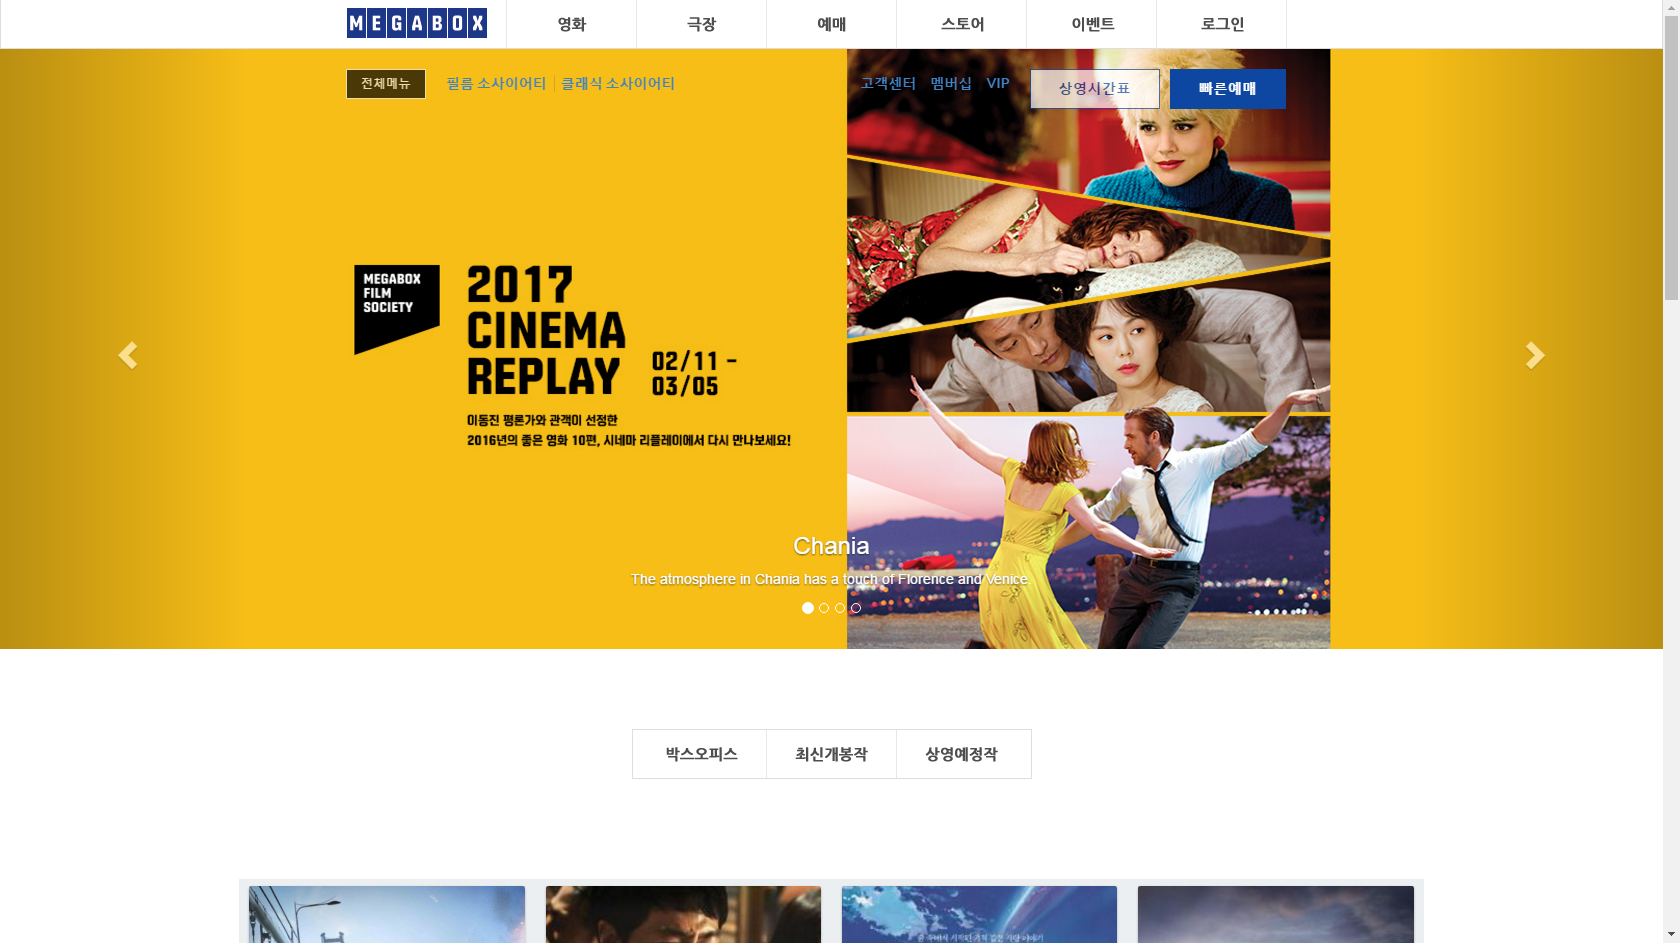 MEGABOX
영화
극장
예매
스토어
이벤트
로그인
전체메뉴
필름 소사이어티
클래식 소사이어티
고객센터
멤버십
VIP
상영시간표
빠른예매
MEGABOX
FILM
SOCIETY
2017
CINEMA
REPLAY
02/11 -
03/05
이동진 평론가와 관객이 선정한
2016년의 좋은 영화 10편, 시네마 리플레이에서 다시 만나보세요!
Chania
The atmosphere in Chania has a touch of Florence and Venice
박스오피스
최신개봉작
상영예정작